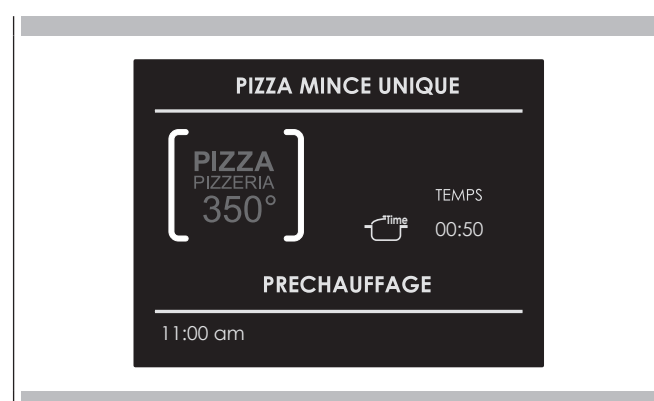 PIZZA MINCE UNIQUE
PIZZA
PIZZERIA
350°
TEMPS
Time
00:50
PRECHAUFFAGE
11:00 am